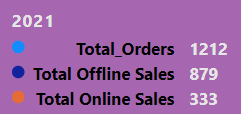 2021
Total_Orders 1212
Total Offline Sales 879
Total Online Sales 333